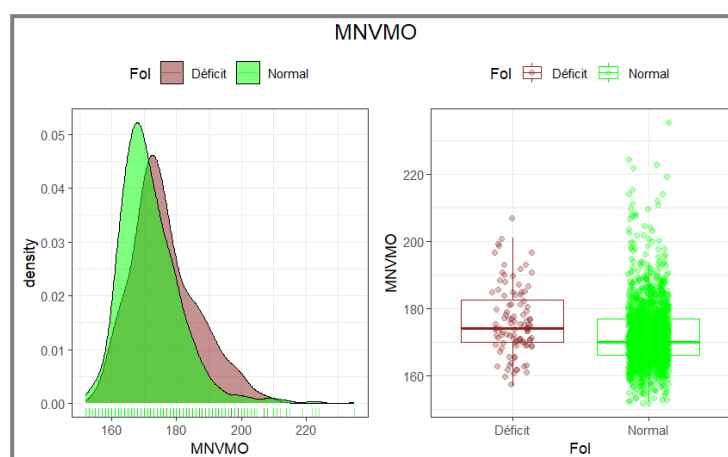 MNVMO
Fol Déficit Normal
Fol Déficit Normal
density
0.05
0.04
0.03
0.02
0.01
0.00
160 180 200 220
MNVMO
MNVMO
220
200
180
160
Déficit Normal
Fol